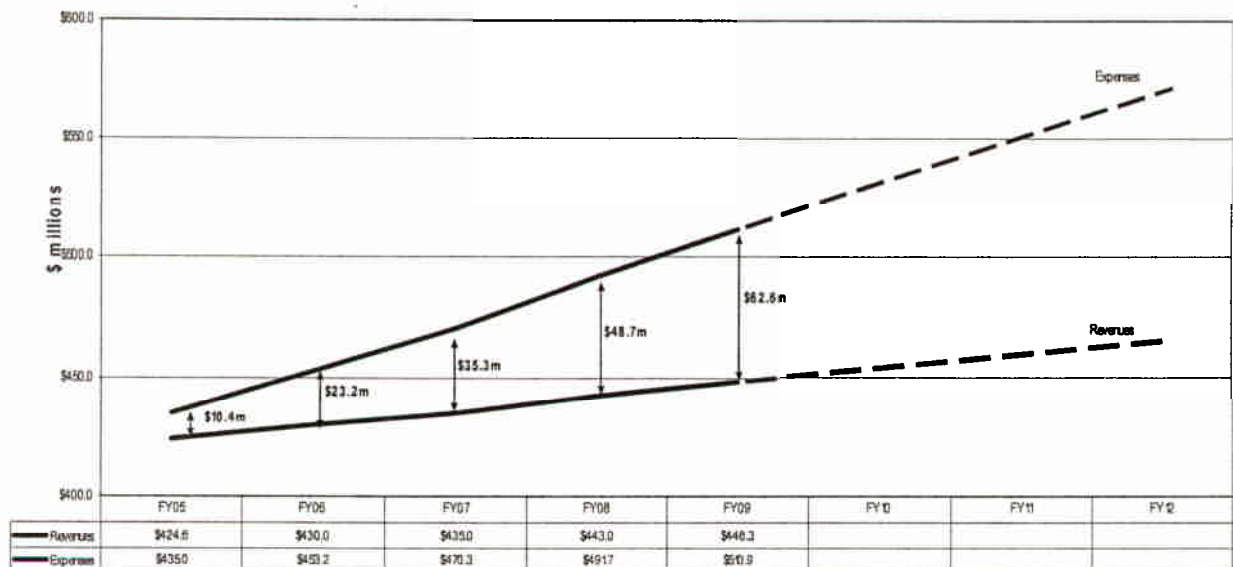 $600.0
Expenses
$550.0
$ millions
$500.0
$62.6m
$48.7m
Revenues
$35.3m
$450.0
$23.2m
$10.4m
$400.0
FY05 FY06 FY07 FY08 FY09 FY10 FY11 FY12
Revenues $424.6 $430.0 $435.0 $443.0 $448.3
Expenses $435.0 $453.2 $470.3 $491.7 $510.9